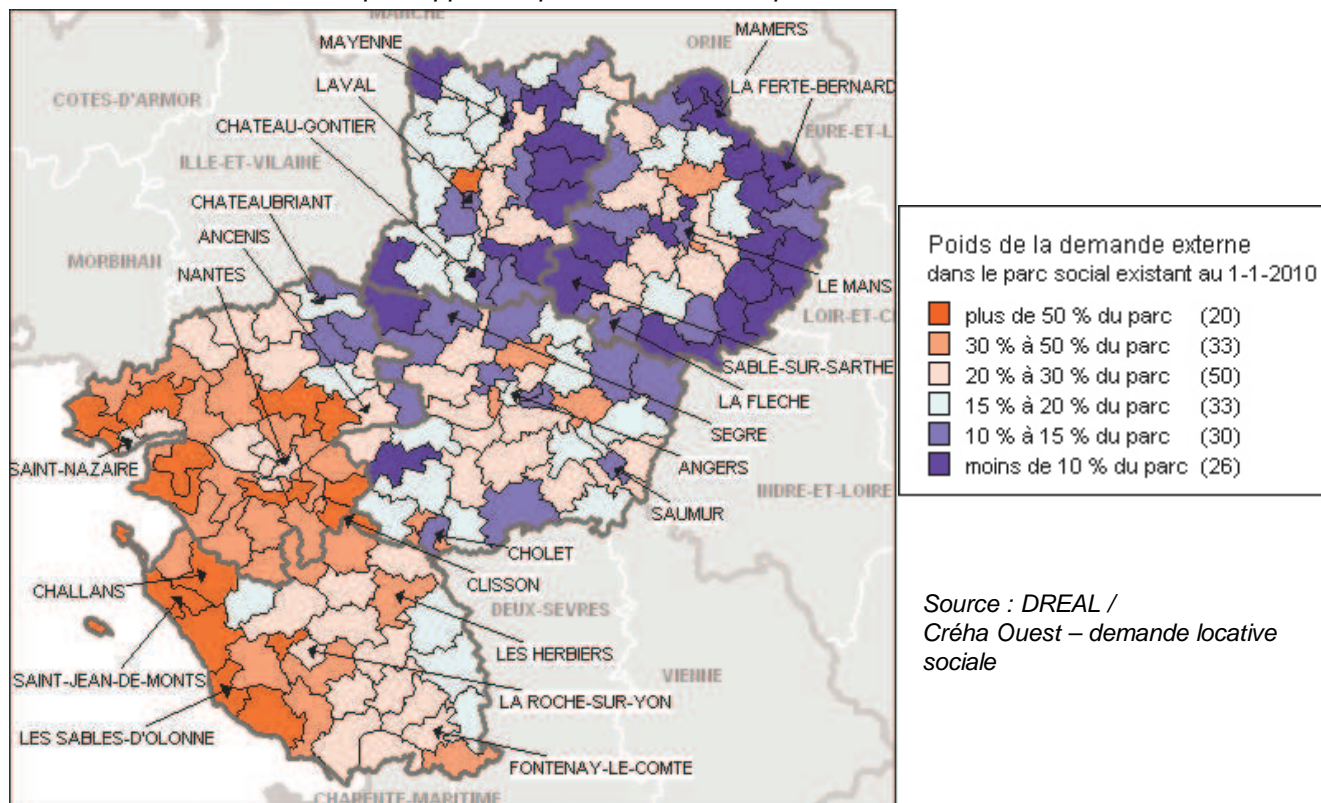 MANCHE
MAYENNE
ORNE
MAMERS
LAVAL
LA FERTE-BERNARD
COTES-D'ARMOR
CHATEAU-GONTIER
EURE-ET-L
ILLE-ET-VILAINE
CHATEAUBRIANT
ANCENIS
MORBIHAN
NANTES
LE MANS
LOIR-ET-C
SABLE-SUR-SARTHE
LA FLECHE
SEGRE
SAINT-NAZAIRE
ANGERS
INDRE-ET-LOIRE
SAUMUR
CHOLET
CHALLANS
CLISSON
DEUX-SEVRES
LES HERBIERS
SAINT-JEAN-DE-MONTS
VIENNE
LA ROCHE-SUR-YON
LES SABLES-D'OLONNE
FONTENAY-LE-COMTE
CHARENTE-MARITIME
Poids de la demande externe
dans le parc social existant au 1-1-2010
plus de 50 % du parc (20)
30 % à 50 % du parc (33)
20 % à 30 % du parc (50)
15 % à 20 % du parc (33)
10 % à 15 % du parc (30)
moins de 10 % du parc (26)
Source : DREAL /
Créha Ouest – demande locative
sociale